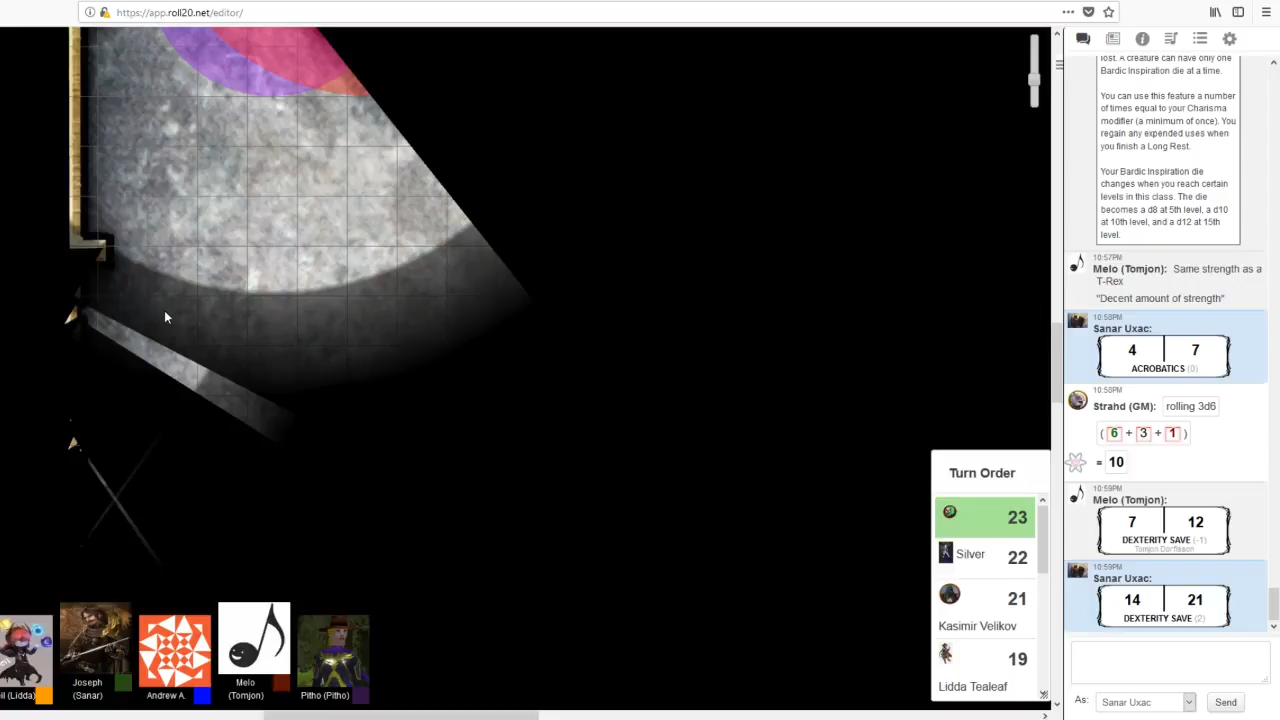 https://app.roll20.net/editor/
lost. A creature can have only one
Bardic Inspiration die at a time.
You can use this feature a number
of times equal to your Charisma
modifier (a minimum of once). You
regain any expended uses when
you finish a Long Rest.
Your Bardic Inspiration die
changes when you reach certain
levels in this class. The die
becomes a d8 at 5th level, a d10
at 10th level, and a d12 at 15th
level.
10:57PM
Melo (Tomjon): Same strength as a
T-Rex
"Decent amount of strength"
10:58PM
Sanar Uxac:
4 7
ACROBATICS (0)
10:58PM
Strahd (GM): rolling 3d6
( 6 + 3 + 1 )
= 10
10:59PM
Melo (Tomjon):
7 12
DEXTERITY SAVE (-1)
Tomjon Dorfisson
10:59PM
Sanar Uxac:
14 21
DEXTERITY SAVE (2)
As: Sanar Uxac Send
Turn Order
23
Silver 22
21
Kasimir Velikov
19
Lidda Tealeaf
il (Lidda)
Joseph
(Sanar)
Andrew A.
Melo
(Tomjon)
Pitho (Pitho)